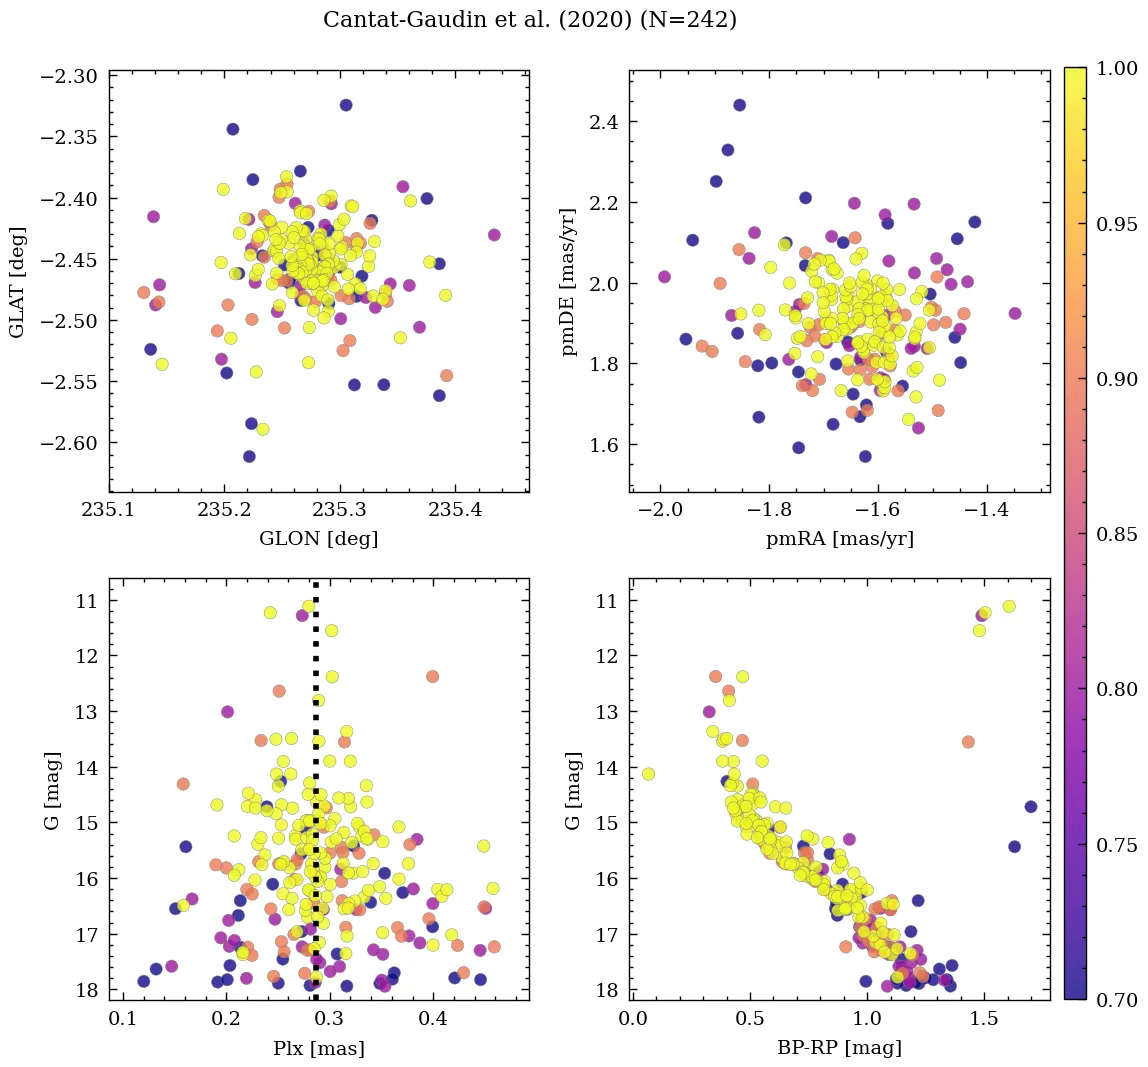 Cantat-Gaudin et al. (2020) (N=242)
−2.30
−2.35
−2.40
−2.45
−2.50
−2.55
−2.60
GLAT [deg]
235.1 235.2 235.3 235.4
GLON [deg]
2.4
2.2
2.0
1.8
1.6
pmDE [mas/yr]
−2.0 −1.8 −1.6 −1.4
pmRA [mas/yr]
11
12
13
14
15
16
17
18
G [mag]
0.1 0.2 0.3 0.4
Plx [mas]
11
12
13
14
15
16
17
18
G [mag]
0.0 0.5 1.0 1.5
BP-RP [mag]
1.00
0.95
0.90
0.85
0.80
0.75
0.70